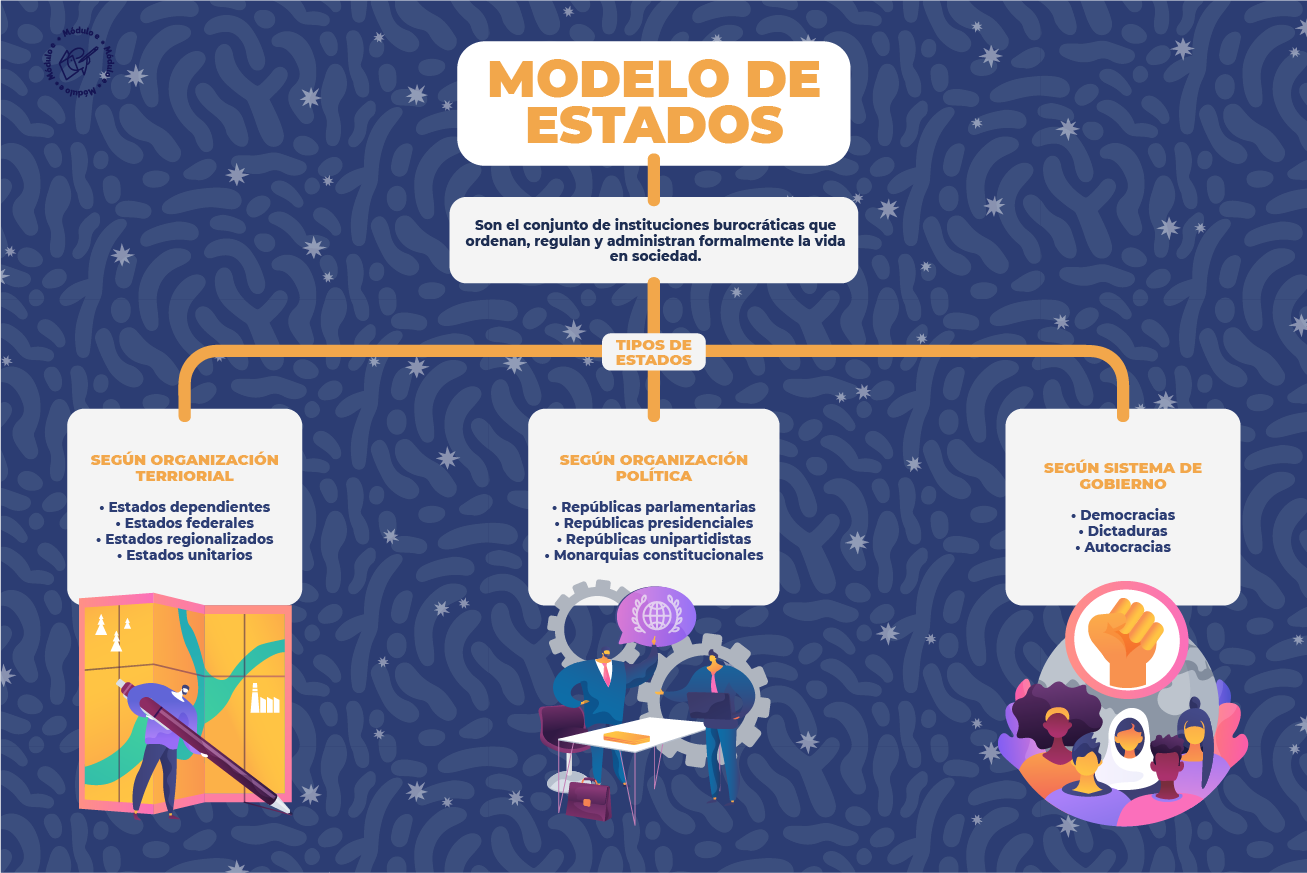 Módulo
Módulo
Módulo
Módulo
MODELO DE
ESTADOS
Son el conjunto de instituciones burocráticas que
ordenan, regulan y administran formalmente la vida
en sociedad.
TIPOS DE
ESTADOS
SEGÚN ORGANIZACIÓN
TERRIORIAL
• Estados dependientes
• Estados federales
• Estados regionalizados
• Estados unitarios
SEGÚN ORGANIZACIÓN
POLÍTICA
• Repúblicas parlamentarias
• Repúblicas presidenciales
• Repúblicas unipartidistas
• Monarquias constitucionales
SEGÚN SISTEMA DE
GOBIERNO
• Democracias
• Dictaduras
• Autocracias